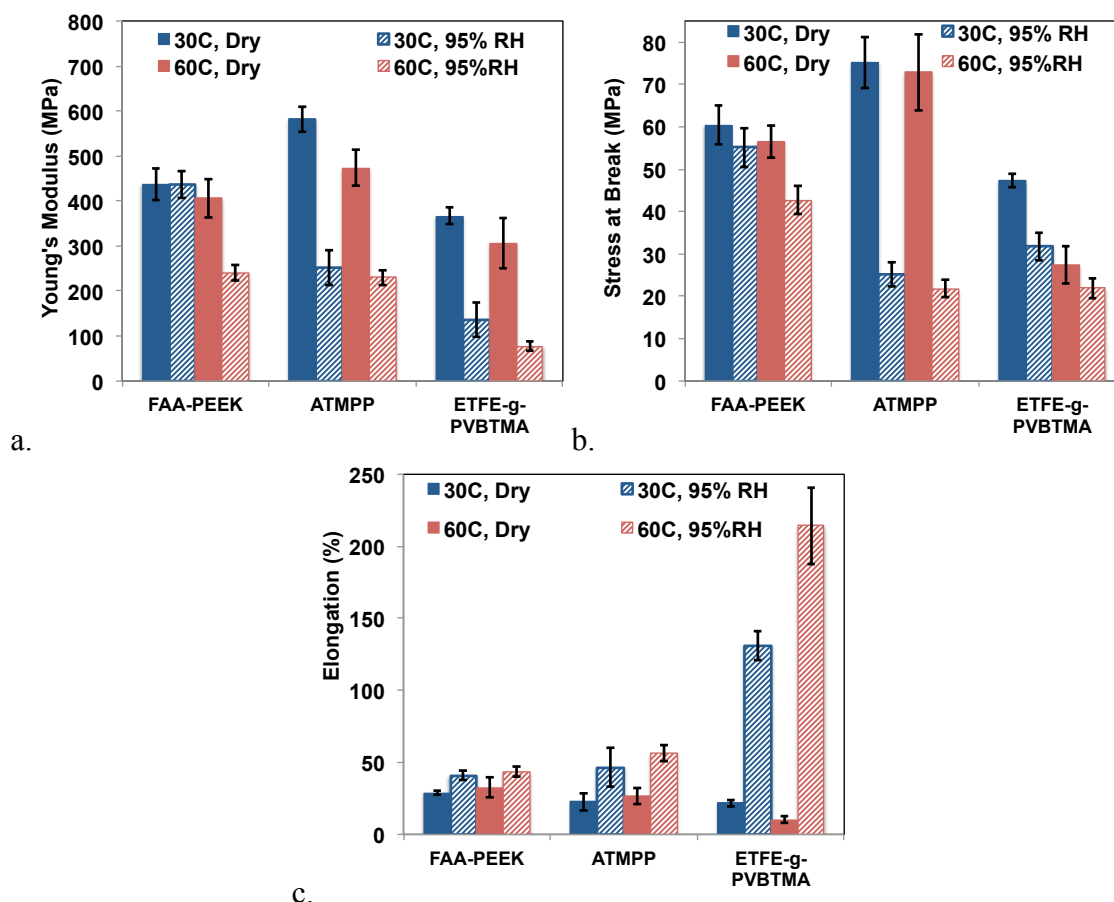 800
700
600
500
400
300
200
100
0
Young's Modulus (MPa)
30C, Dry
30C, 95% RH
60C, Dry
60C, 95%RH
FAA-PEEK
ATMPP
ETFE-g-
PVBTMA
a.
80
70
60
50
40
30
20
10
0
Stress at Break (MPa)
30C, Dry
30C, 95% RH
60C, Dry
60C, 95%RH
FAA-PEEK
ATMPP
ETFE-g-
PVBTMA
b.
250
200
150
100
50
0
Elongation (%)
30C, Dry
30C, 95% RH
60C, Dry
60C, 95%RH
FAA-PEEK
ATMPP
ETFE-g-
PVBTMA
c.